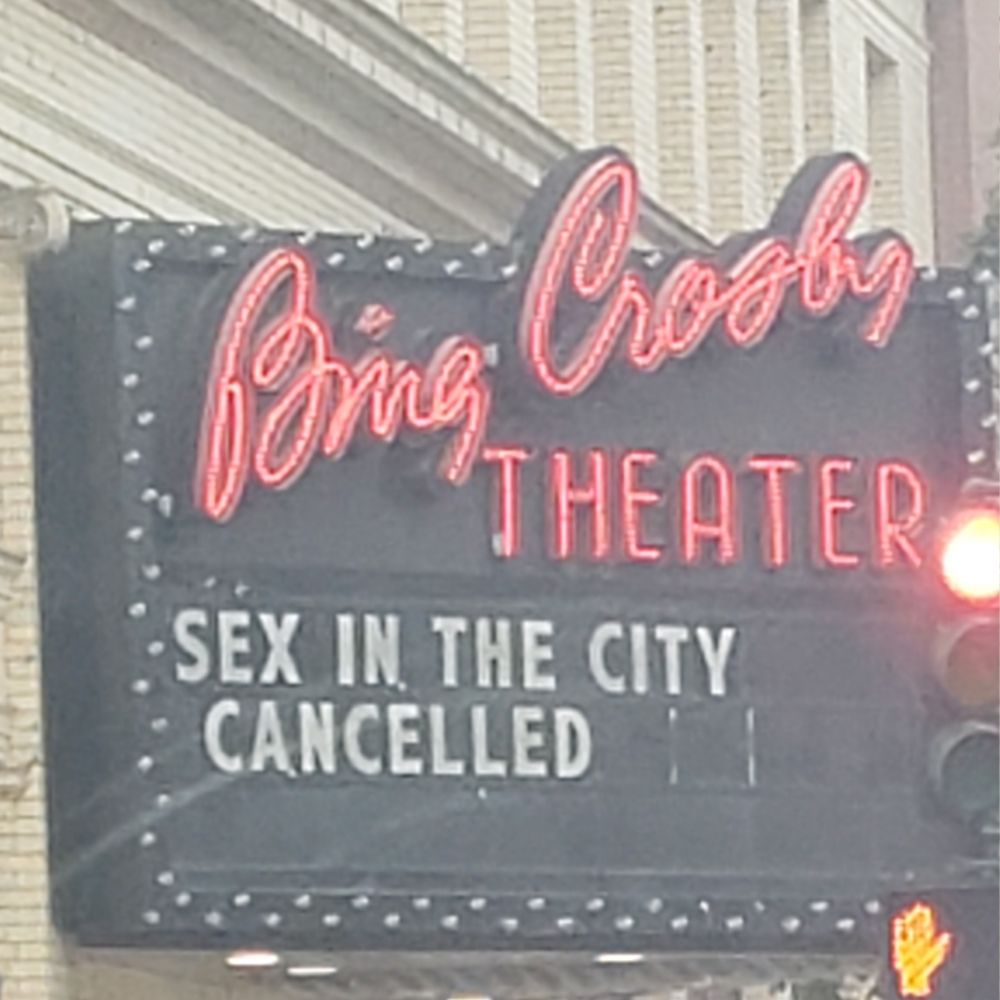 Bing Crosby
THEATER
SEX IN THE CITY
CANCELLED